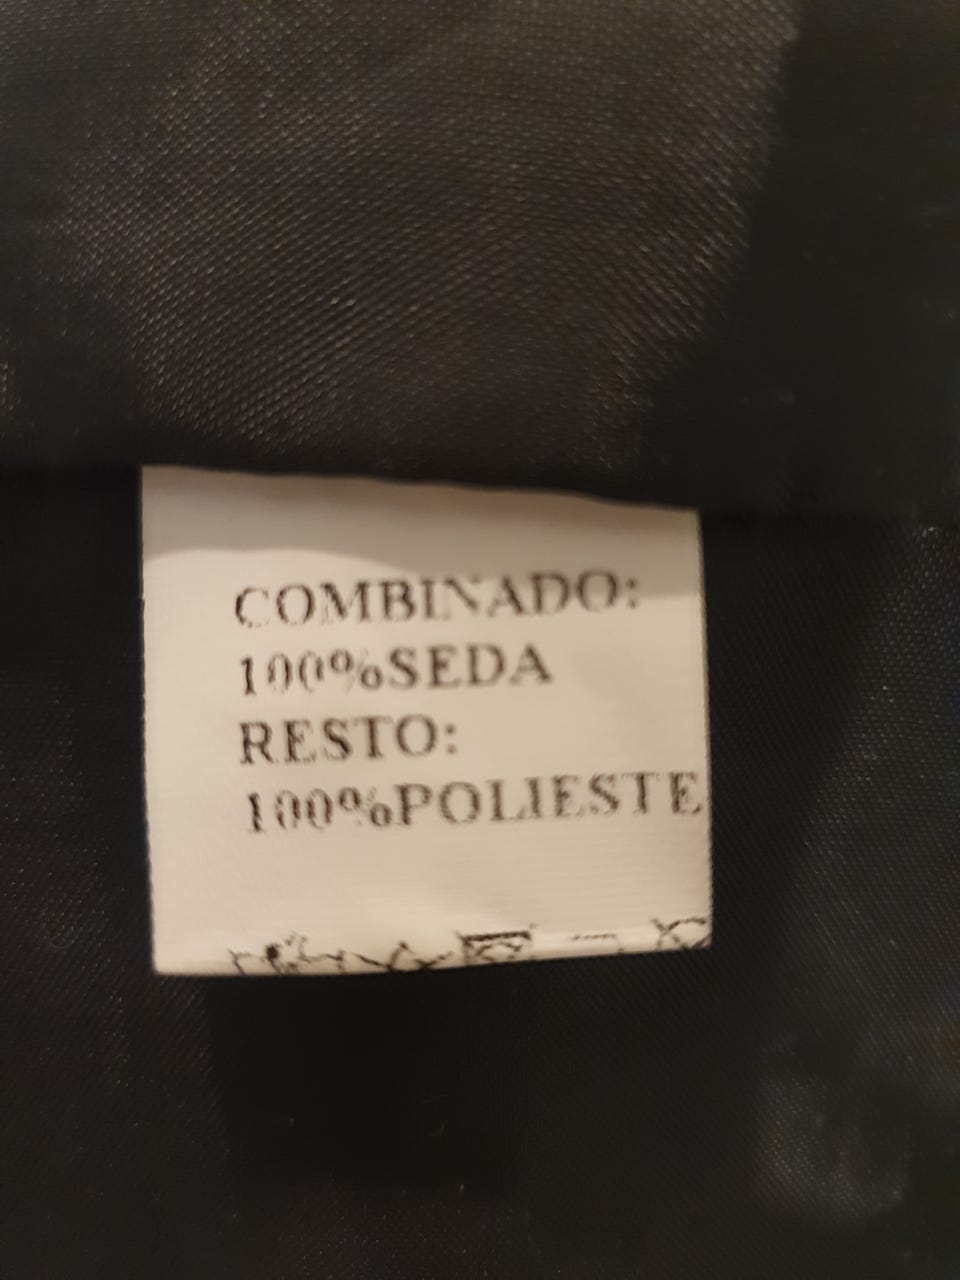 COMBINADO:
100%SEDA
RESTO:
100%POLIESTE